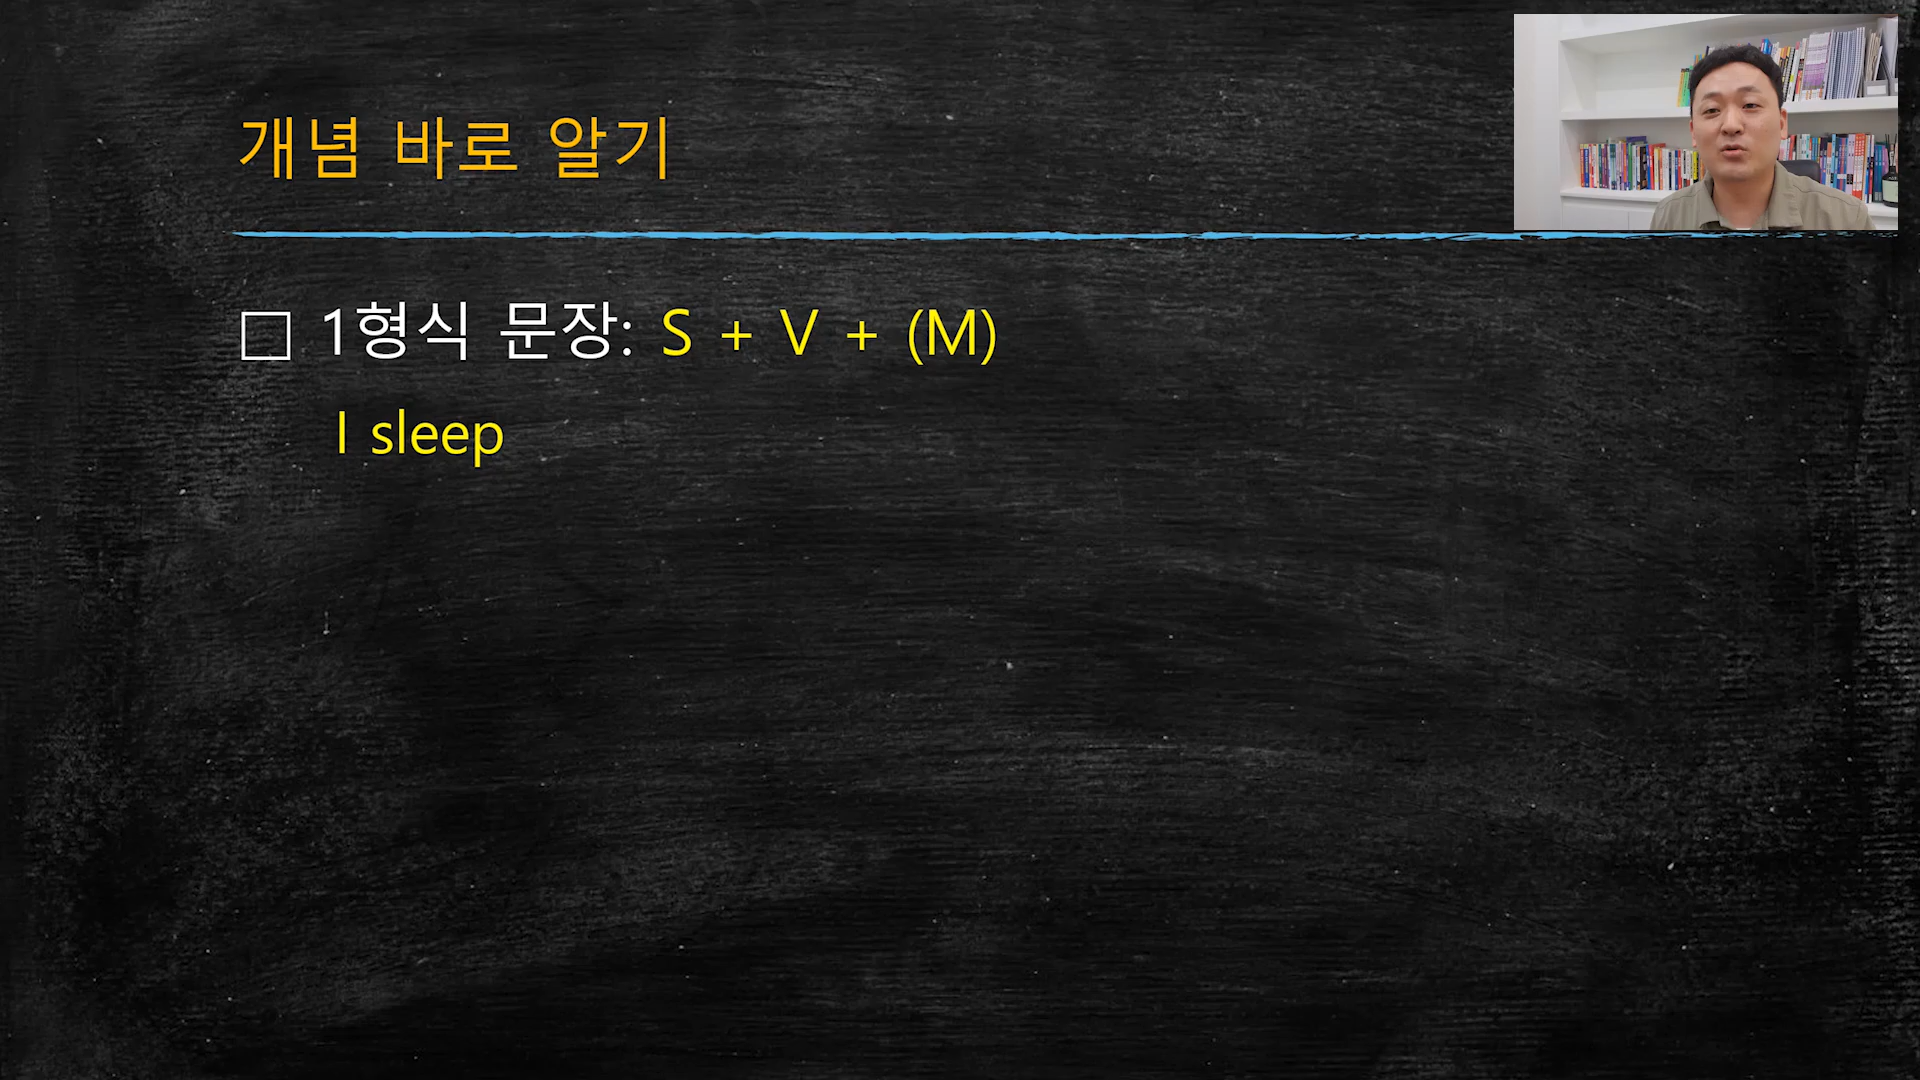 개념 바로 알기
□ 1형식 문장: S + V + (M)
I sleep